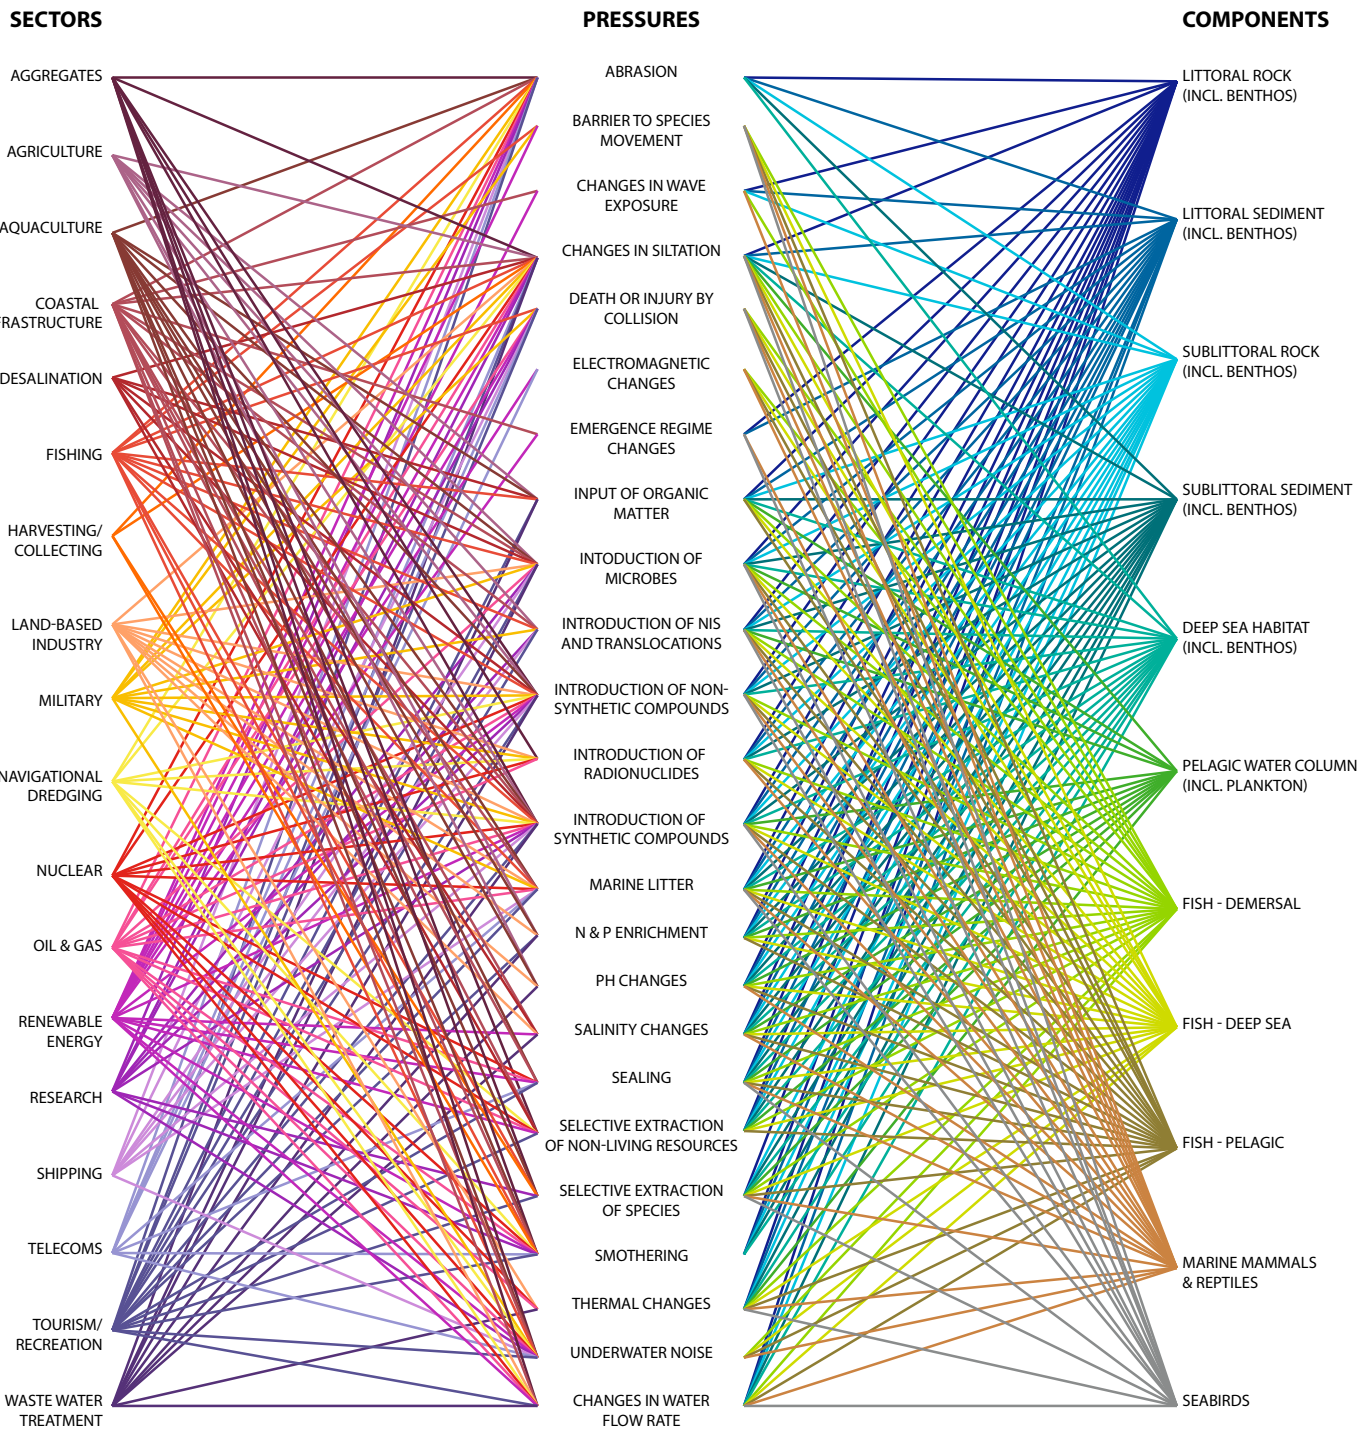 SECTORS
AGGREGATES
AGRICULTURE
AQUACULTURE
COASTAL
FRASTRUCTURE
DESALINATION
FISHING
HARVESTING/
COLLECTING
LAND-BASED
INDUSTRY
MILITARY
NAVIGATIONAL
DREDGING
NUCLEAR
OIL & GAS
RENEWABLE
ENERGY
RESEARCH
SHIPPING
TELECOMS
TOURISM/
RECREATION
WASTE WATER
TREATMENT
PRESSURES
ABRASION
BARRIER TO SPECIES
MOVEMENT
CHANGES IN WAVE
EXPOSURE
CHANGES IN SILTATION
DEATH OR INJURY BY
COLLISION
ELECTROMAGNETIC
CHANGES
EMERGENCE REGIME
CHANGES
INPUT OF ORGANIC
MATTER
INTODUCTION OF
MICROBES
INTRODUCTION OF NIS
AND TRANSLOCATIONS
INTRODUCTION OF NON-
SYNTHETIC COMPOUNDS
INTRODUCTION OF
RADIONUCLIDES
INTRODUCTION OF
SYNTHETIC COMPOUNDS
MARINE LITTER
N & P ENRICHMENT
PH CHANGES
SALINITY CHANGES
SEALING
SELECTIVE EXTRACTION
OF NON-LIVING RESOURCES
SELECTIVE EXTRACTION
OF SPECIES
SMOTHERING
THERMAL CHANGES
UNDERWATER NOISE
CHANGES IN WATER
FLOW RATE
COMPONENTS
LITTORAL ROCK
(INCL. BENTHOS)
LITTORAL SEDIMENT
(INCL. BENTHOS)
SUBLITTORAL ROCK
(INCL. BENTHOS)
SUBLITTORAL SEDIMENT
(INCL. BENTHOS)
DEEP SEA HABITAT
(INCL. BENTHOS)
PELAGIC WATER COLUMN
(INCL. PLANKTON)
FISH - DEMERSAL
FISH - DEEP SEA
FISH - PELAGIC
MARINE MAMMALS
& REPTILES
SEABIRDS